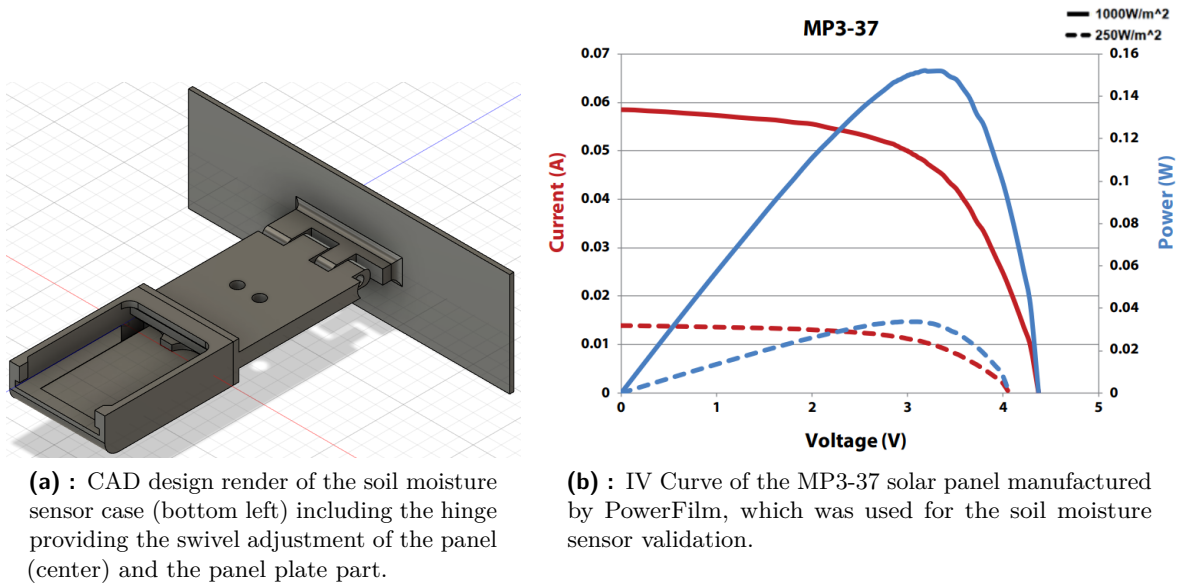 MP3-37
1000W/m^2
250W/m^2
0.07
0.06
0.05
0.04
0.03
0.02
0.01
0
Current (A)
0.16
0.14
0.12
0.1
0.08
0.06
0.04
0.02
0
Power (W)
0 1 2 3 4 5
Voltage (V)
(a) : CAD design render of the soil moisture
sensor case (bottom left) including the hinge
providing the swivel adjustment of the panel
(center) and the panel plate part.
(b) : IV Curve of the MP3-37 solar panel manufactured
by PowerFilm, which was used for the soil moisture
sensor validation.